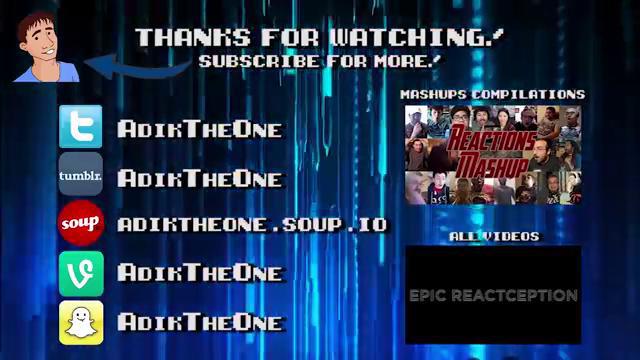 THANKS FOR WATCHING!
SUBSCRIBE FOR MORE!
MASHUPS COMPILATIONS
REACTIONS
MASHUP
ADIKTHEONE
tumblr. ADIKTHEONE
soup ADIKTHEONE.SOUP.IO
ADIKTHEONE
ADIKTHEONE
ALL VIDEOS
EPIC REACTCEPTION